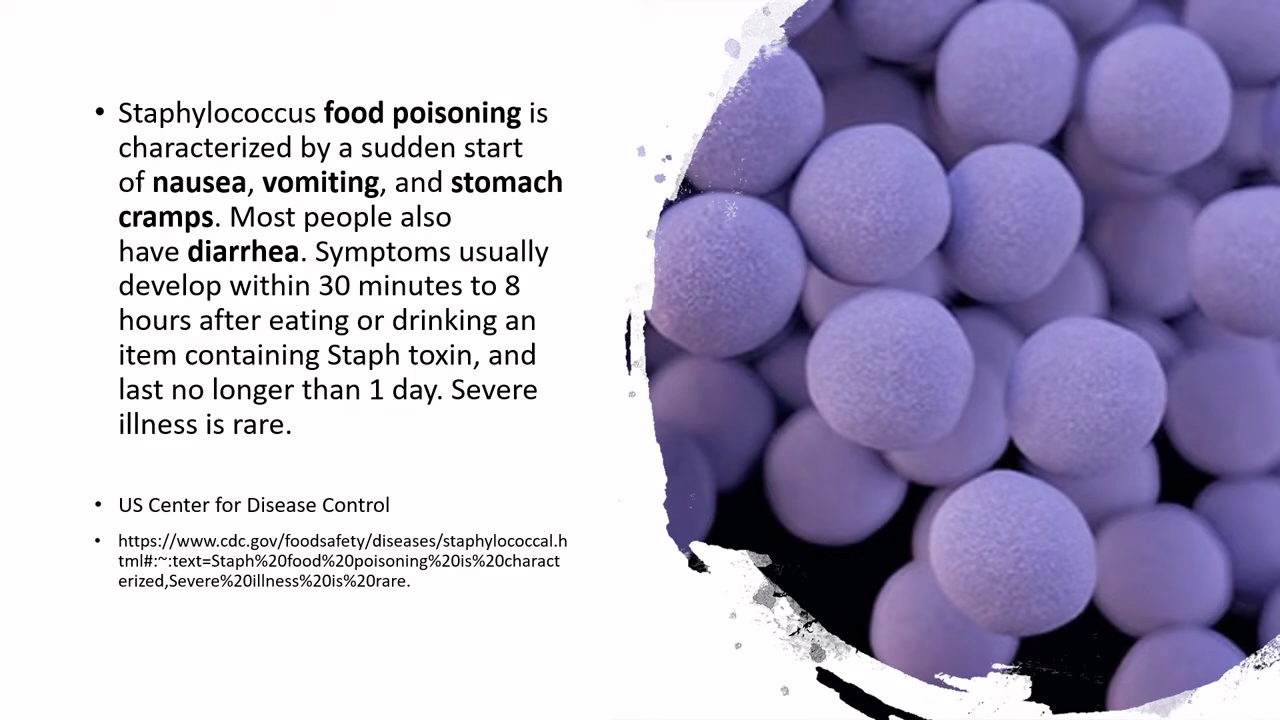 • Staphylococcus food poisoning is
characterized by a sudden start
of nausea, vomiting, and stomach
cramps. Most people also
have diarrhea. Symptoms usually
develop within 30 minutes to 8
hours after eating or drinking an
item containing Staph toxin, and
last no longer than 1 day. Severe
illness is rare.
• US Center for Disease Control
• https://www.cdc.gov/foodsafety/diseases/staphylococcal.h
tml#:~:text=Staph%20food%20poisoning%20is%20charact
erized,Severe%20illness%20is%20rare.